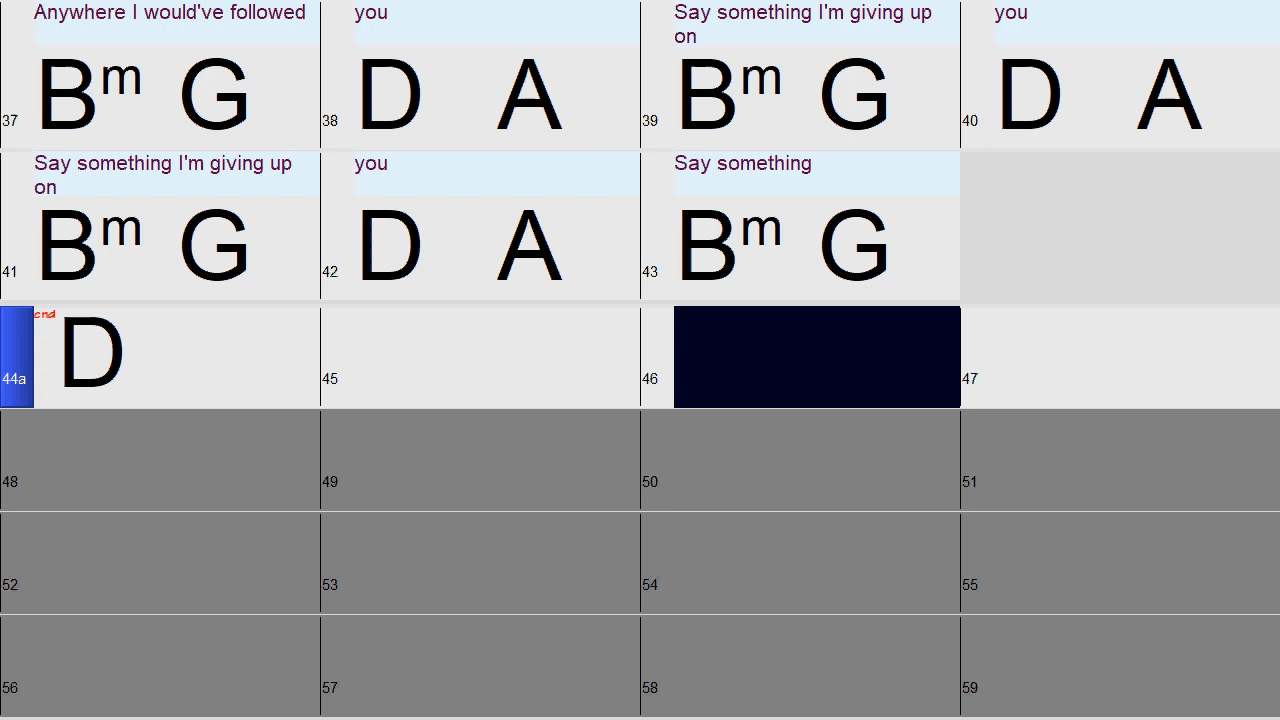 Anywhere I would've followed you Say something I'm giving up you
on
37 Bm G 38 D A 39 Bm G 40 D A
Say something I'm giving up you Say something
on
41 Bm G 42 D A 43 Bm G
end
44a D 45 46 47
48 49 50 51
52 53 54 55
56 57 58 59